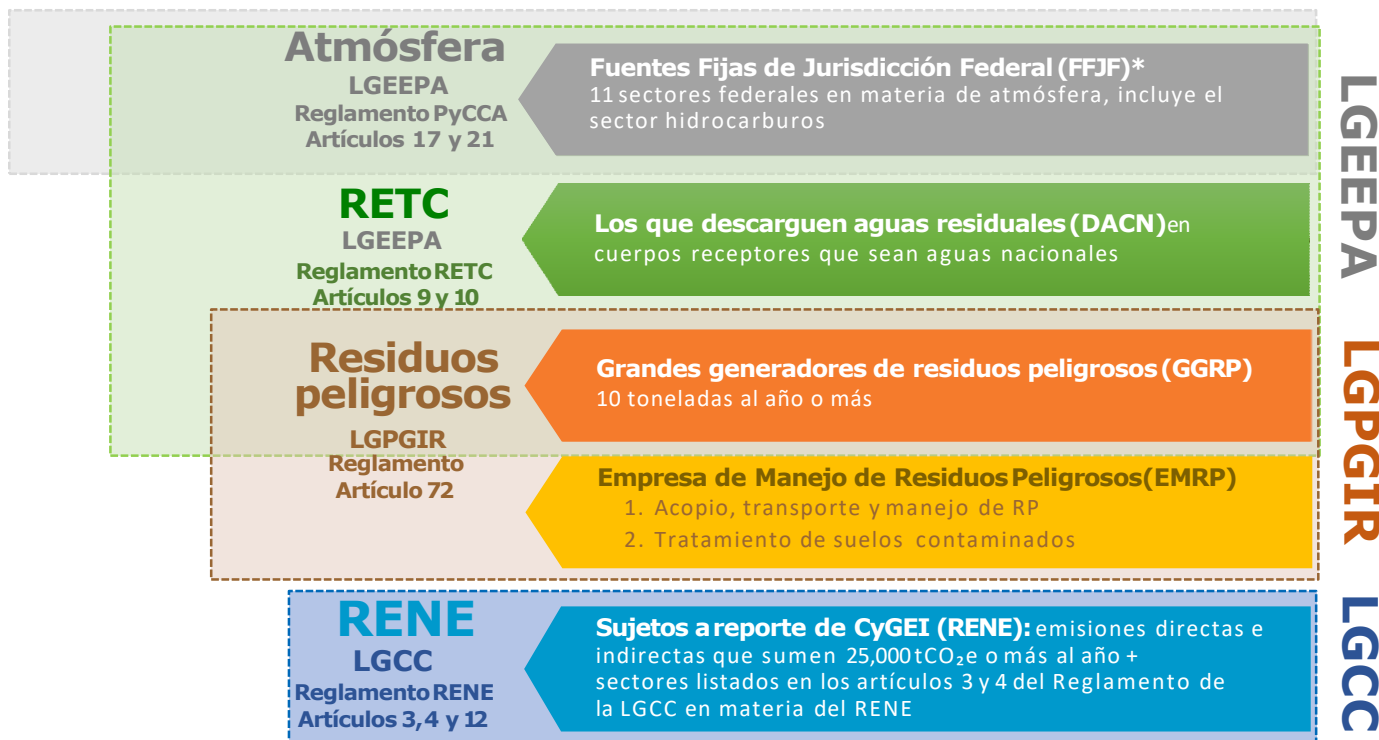 Atmósfera
LGEEPA
Reglamento PyCCA
Artículos 17 y 21
Fuentes Fijas de Jurisdicción Federal (FFJF)*
11 sectores federales en materia de atmósfera, incluye el
sector hidrocarburos
RETC
LGEEPA
Reglamento RETC
Artículos 9 y 10
Los que descarguen aguas residuales (DACN) en
cuerpos receptores que sean aguas nacionales
LGEEPA
Residuos
peligrosos
LGPGIR
Reglamento
Artículo 72
Grandes generadores de residuos peligrosos (GGRP)
10 toneladas al año o más
Empresa de Manejo de Residuos Peligrosos (EMRP)
1. Acopio, transporte y manejo de RP
2. Tratamiento de suelos contaminados
LGPGIR
RENE
LGCC
Reglamento RENE
Artículos 3, 4 y 12
Sujetos a reporte de CyGEI (RENE): emisiones directas e
indirectas que sumen 25,000 tCO₂e o más al año +
sectores listados en los artículos 3 y 4 del Reglamento de
la LGCC en materia del RENE
LGCC